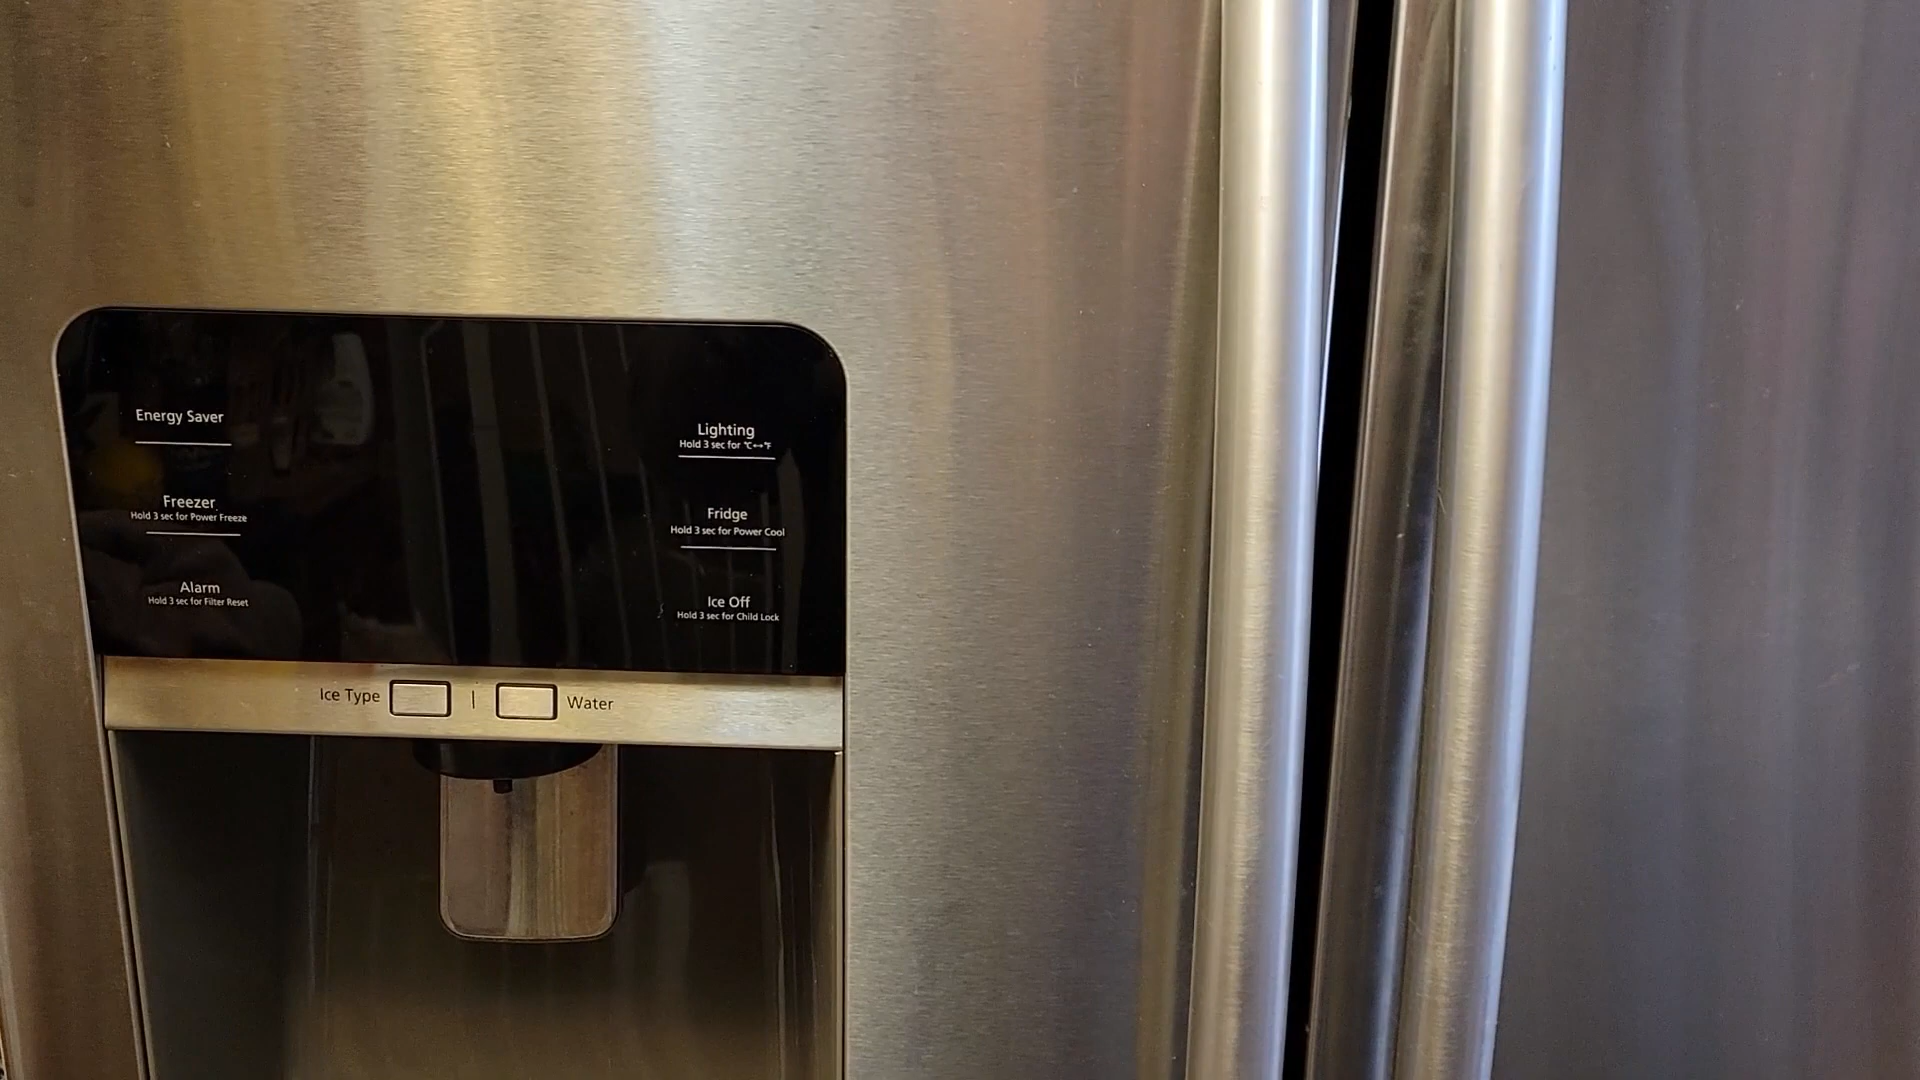 Energy Saver
Lighting
Hold 3 sec for °C↔°F
Freezer
Hold 3 sec for Power Freeze
Fridge
Hold 3 sec for Power Cool
Alarm
Hold 3 sec for Filter Reset
Ice Off
Hold 3 sec for Child Lock
Ice Type | Water